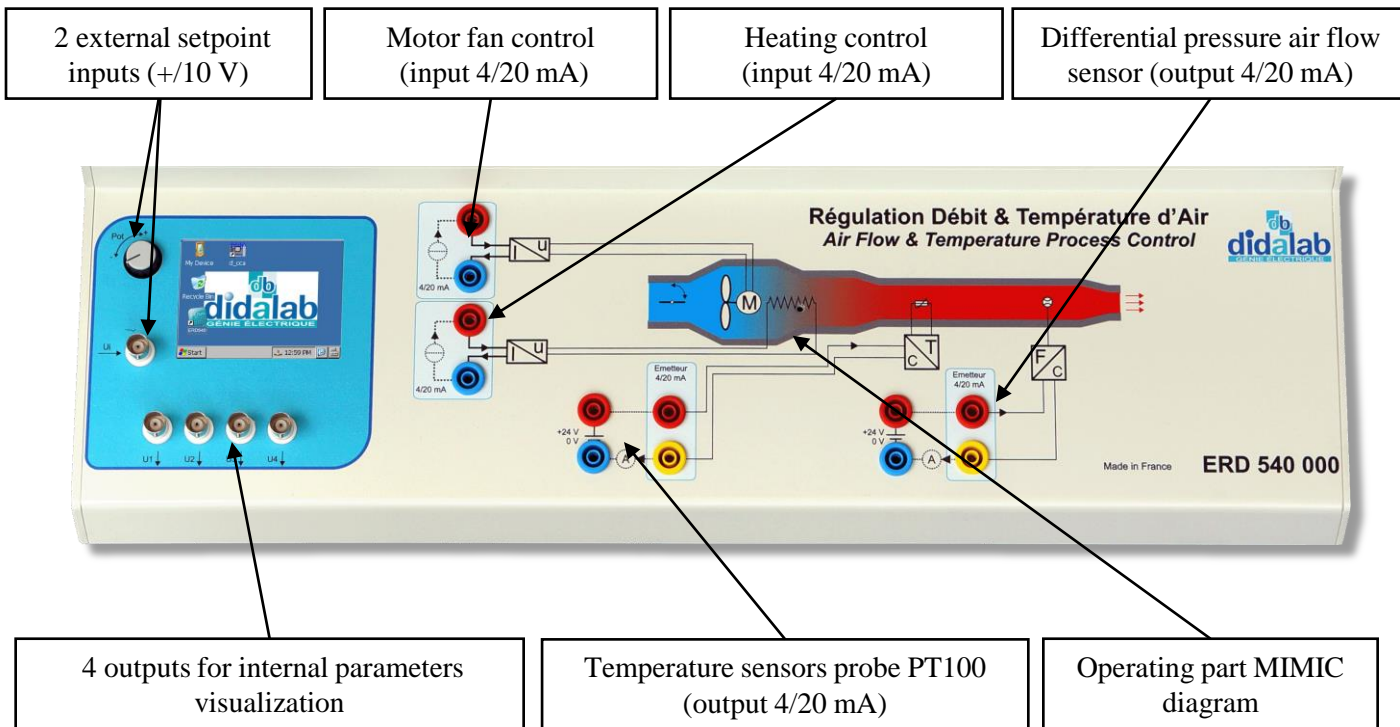 2 external setpoint
inputs (+/10 V)
Motor fan control
(input 4/20 mA)
Heating control
(input 4/20 mA)
Differential pressure air flow
sensor (output 4/20 mA)
Pot
- +
My Device
d_cca
Recycle Bin
db
didalab
GÉNIE ÉLECTRIQUE
ERD540
Start
12:59 PM
Ui
U1
U2
U3
U4
4/20 mA
I u
4/20 mA
I u
Régulation Débit & Température d'Air
Air Flow & Temperature Process Control
db
didalab
GÉNIE ÉLECTRIQUE
M
T
C
F
C
Emetteur
4/20 mA
+24 V
0 V
A
Emetteur
4/20 mA
+24 V
0 V
A
Made in France
ERD 540 000
4 outputs for internal parameters
visualization
Temperature sensors probe PT100
(output 4/20 mA)
Operating part MIMIC
diagram